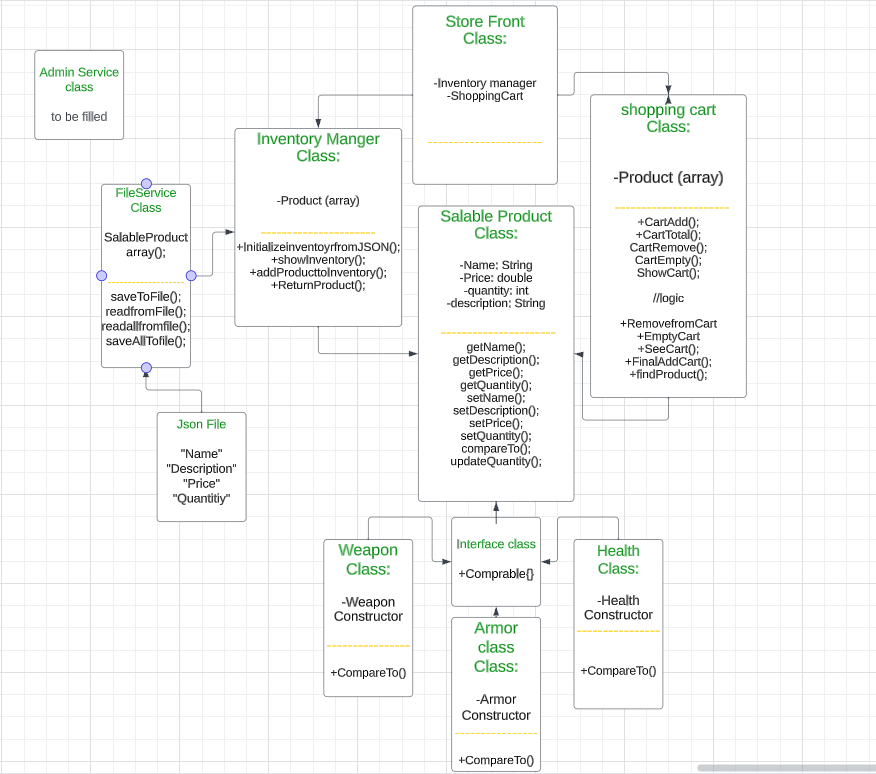 Store Front
Class:
-Inventory manager
-ShoppingCart
Admin Service
class
to be filled
Inventory Manger
Class:
-Product (array)
+InitializeinventoyrfromJSON();
+showInventory();
+addProducttoInventory();
+ReturnProduct();
shopping cart
Class:
-Product (array)
+CartAdd();
+CartTotal();
CartRemove();
CartEmpty();
ShowCart();
//logic
+RemovefromCart
+EmptyCart
+SeeCart();
+FinalAddCart();
+findProduct();
FileService
Class
SalableProduct
array();
saveToFile();
readfromFile();
readallfromfile();
saveAllTofile();
Salable Product
Class:
-Name: String
-Price: double
-quantity: int
-description: String
getName();
getDescription();
getPrice();
getQuantity();
setName();
setDescription();
setPrice();
setQuantity();
compareTo();
updateQuantity();
Json File
"Name"
"Description"
"Price"
"Quantitiy"
Weapon
Class:
-Weapon
Constructor
+CompareTo()
Interface class
+Comprable{}
Health
Class:
-Health
Constructor
+CompareTo()
Armor
class
Class:
-Armor
Constructor
+CompareTo()